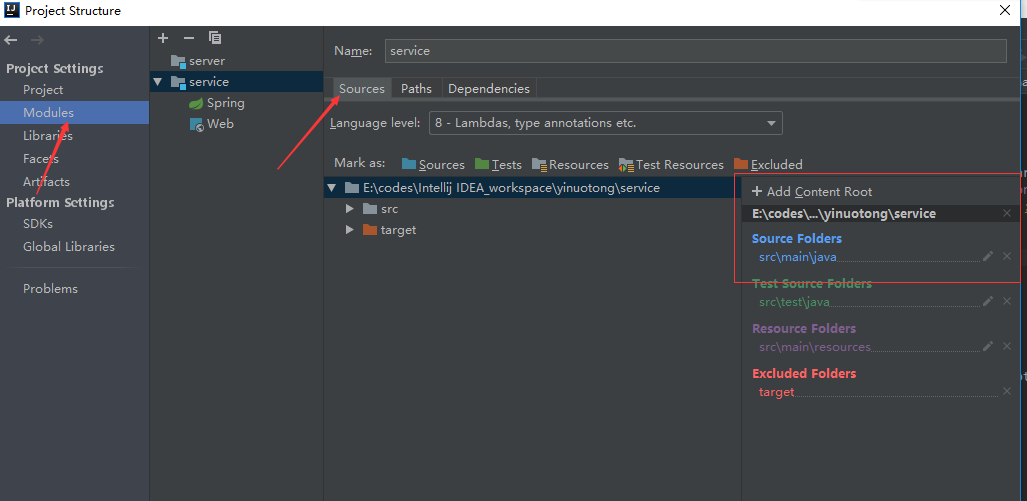 IJ Project Structure
Project Settings
Project
Modules
Libraries
Facets
Artifacts
Platform Settings
SDKs
Global Libraries
Problems
server
service
Spring
Web
Name: service
Sources Paths Dependencies
Language level: 8 - Lambdas, type annotations etc.
Mark as: Sources Tests Resources Test Resources Excluded
E:\codes\Intellij IDEA_workspace\yinuotong\service
src
target
+ Add Content Root
E:\codes\...\yinuotong\service
Source Folders
src\main\java
Test Source Folders
src\test\java
Resource Folders
src\main\resources
Excluded Folders
target